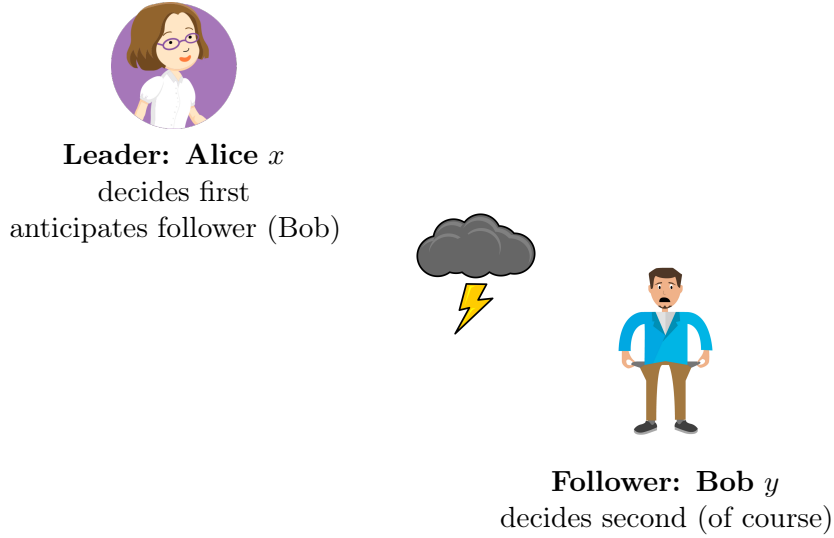 Leader: Alice x
decides first
anticipates follower (Bob)
Follower: Bob y
decides second (of course)